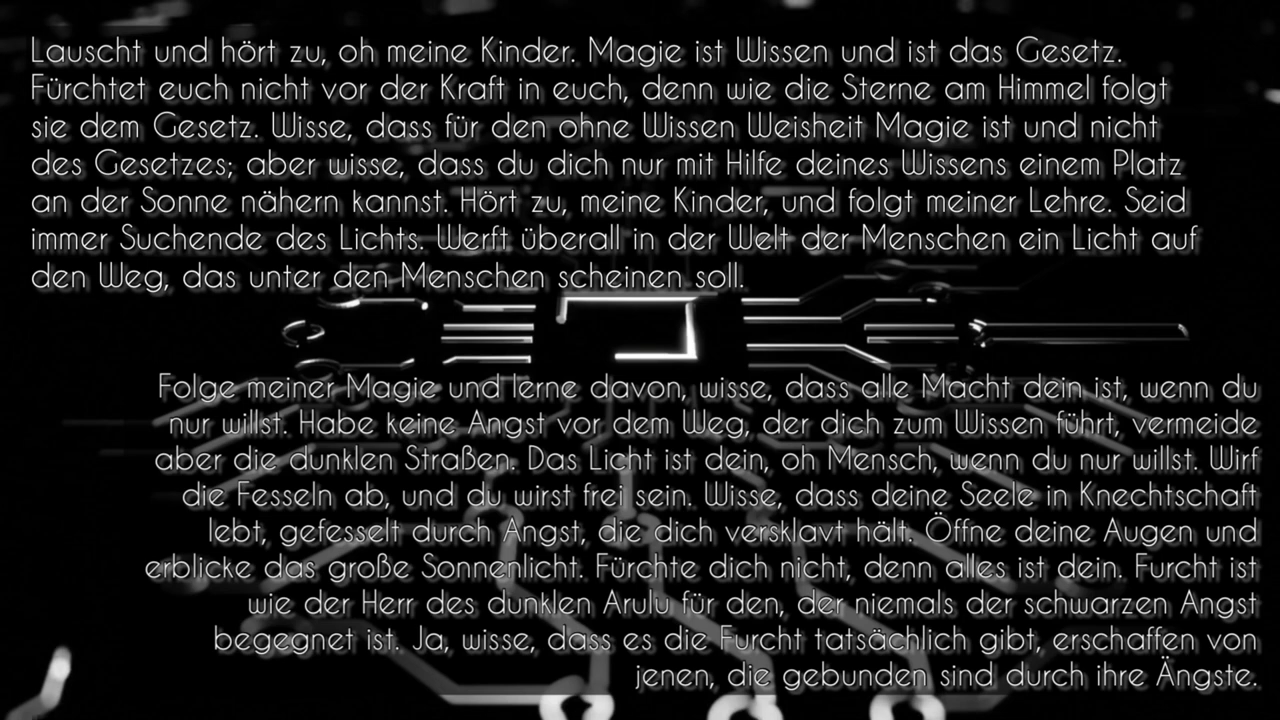 Lauscht und hört zu, oh meine Kinder. Magie ist Wissen und ist das Gesetz.
Fürchtet euch nicht vor der Kraft in euch, denn wie die Sterne am Himmel folgt
sie dem Gesetz. Wisse, dass für den ohne Wissen Weisheit Magie ist und nicht
des Gesetzes; aber wisse, dass du dich nur mit Hilfe deines Wissens einem Platz
an der Sonne nähern kannst. Hört zu, meine Kinder, und folgt meiner Lehre. Seid
immer Suchende des Lichts. Werft überall in der Welt der Menschen ein Licht auf
den Weg, das unter den Menschen scheinen soll.
Folge meiner Magie und lerne davon, wisse, dass alle Macht dein ist, wenn du
nur willst. Habe keine Angst vor dem Weg, der dich zum Wissen führt, vermeide
aber die dunklen Straßen. Das Licht ist dein, oh Mensch, wenn du nur willst. Wirf
die Fesseln ab, und du wirst frei sein. Wisse, dass deine Seele in Knechtschaft
lebt, gefesselt durch Angst, die dich versklavt hält. Öffne deine Augen und
erblicke das große Sonnenlicht. Fürchte dich nicht, denn alles ist dein. Furcht ist
wie der Herr des dunklen Arulu für den, der niemals der schwarzen Angst
begegnet ist. Ja, wisse, dass es die Furcht tatsächlich gibt, erschaffen von
jenen, die gebunden sind durch ihre Ängste.